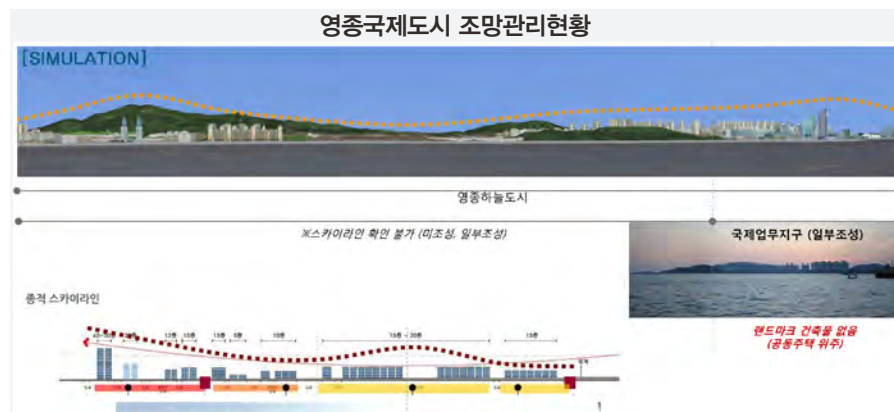 영종국제도시 조망관리현황
[SIMULATION]
영종하늘도시
※스카이라인 확인 불가 (미조성, 일부조성)
국제업무지구 (일부조성)
종적 스카이라인
랜드마크 건축물 없음
(공동주택 위주)